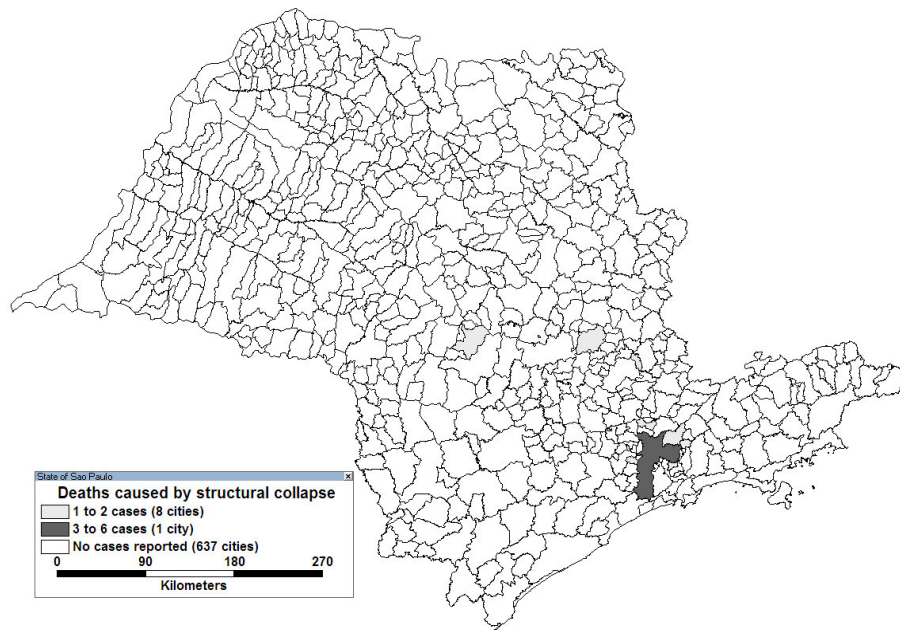 State of Sao Paulo
Deaths caused by structural collapse
1 to 2 cases (8 cities)
3 to 6 cases (1 city)
No cases reported (637 cities)
0 90 180 270
Kilometers